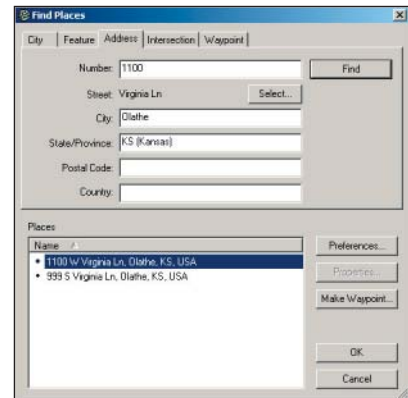 Find Places
City Feature Address Intersection Waypoint
Number: 1100 Find
Street: Virginia Ln Select...
City: Olathe
State/Province: KS (Kansas)
Postal Code:
Country:
Places
Name
Preferences...
• 1100 W Virginia Ln, Olathe, KS, USA
• 999 S Virginia Ln, Olathe, KS, USA
Properties...
Make Waypoint...
OK
Cancel